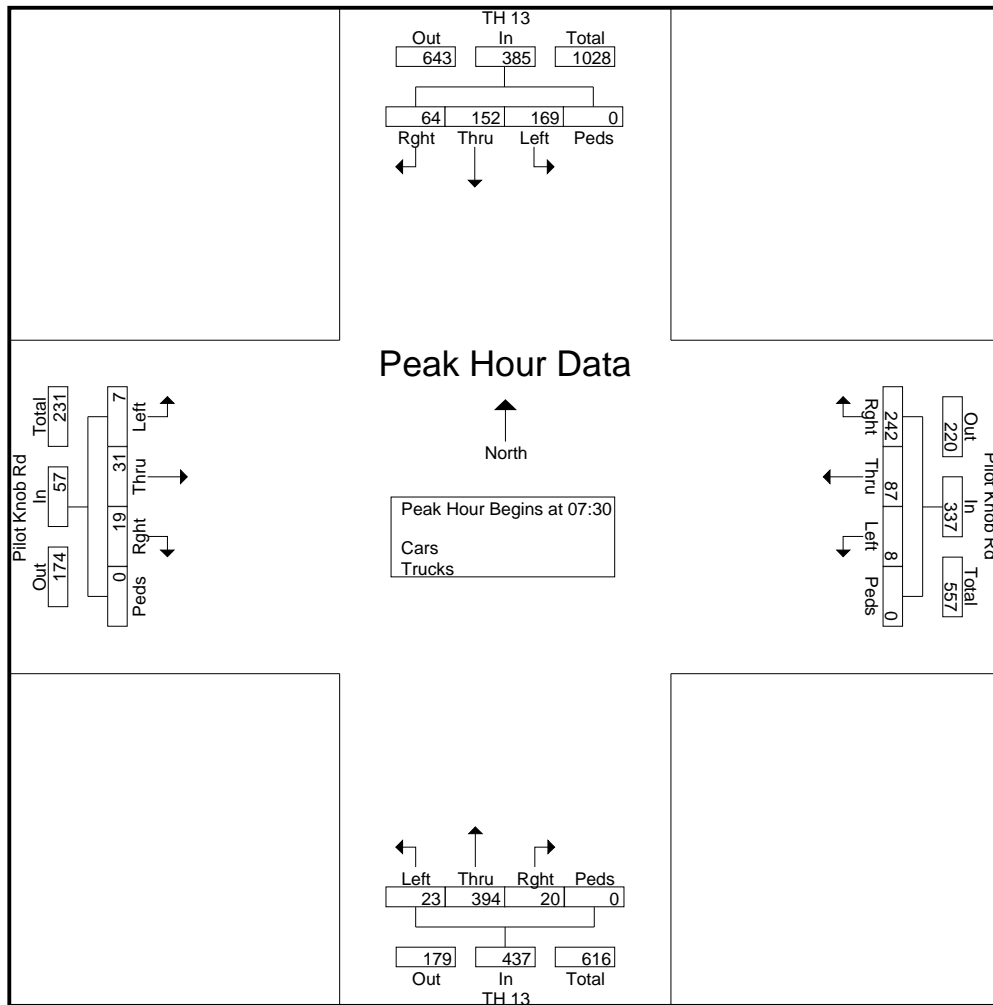 TH 13
Out In Total
643 385 1028
64 152 169 0
Rght Thru Left Peds
Peak Hour Data
North
Peak Hour Begins at 07:30
Cars
Trucks
Pilot Knob Rd
Out In Total
174 57 231
0 19 31 7
Peds Rght Thru Left
Pilot Knob Rd
Out In Total
220 337 557
242 87 8 0
Rght Thru Left Peds
Left Thru Rght Peds
23 394 20 0
179 437 616
Out In Total
TH 13